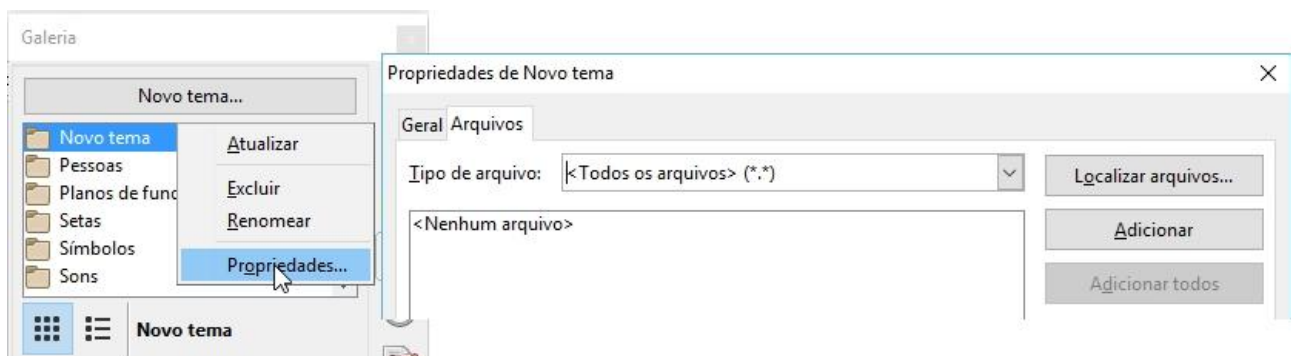 Galeria
Novo tema...
Novo tema
Pessoas
Planos de func
Setas
Símbolos
Sons
Atualizar
Excluir
Renomear
Propriedades...
Novo tema
Propriedades de Novo tema
Geral Arquivos
Tipo de arquivo: <Todos os arquivos> (*.*)
Localizar arquivos...
<Nenhum arquivo>
Adicionar
Adicionar todos